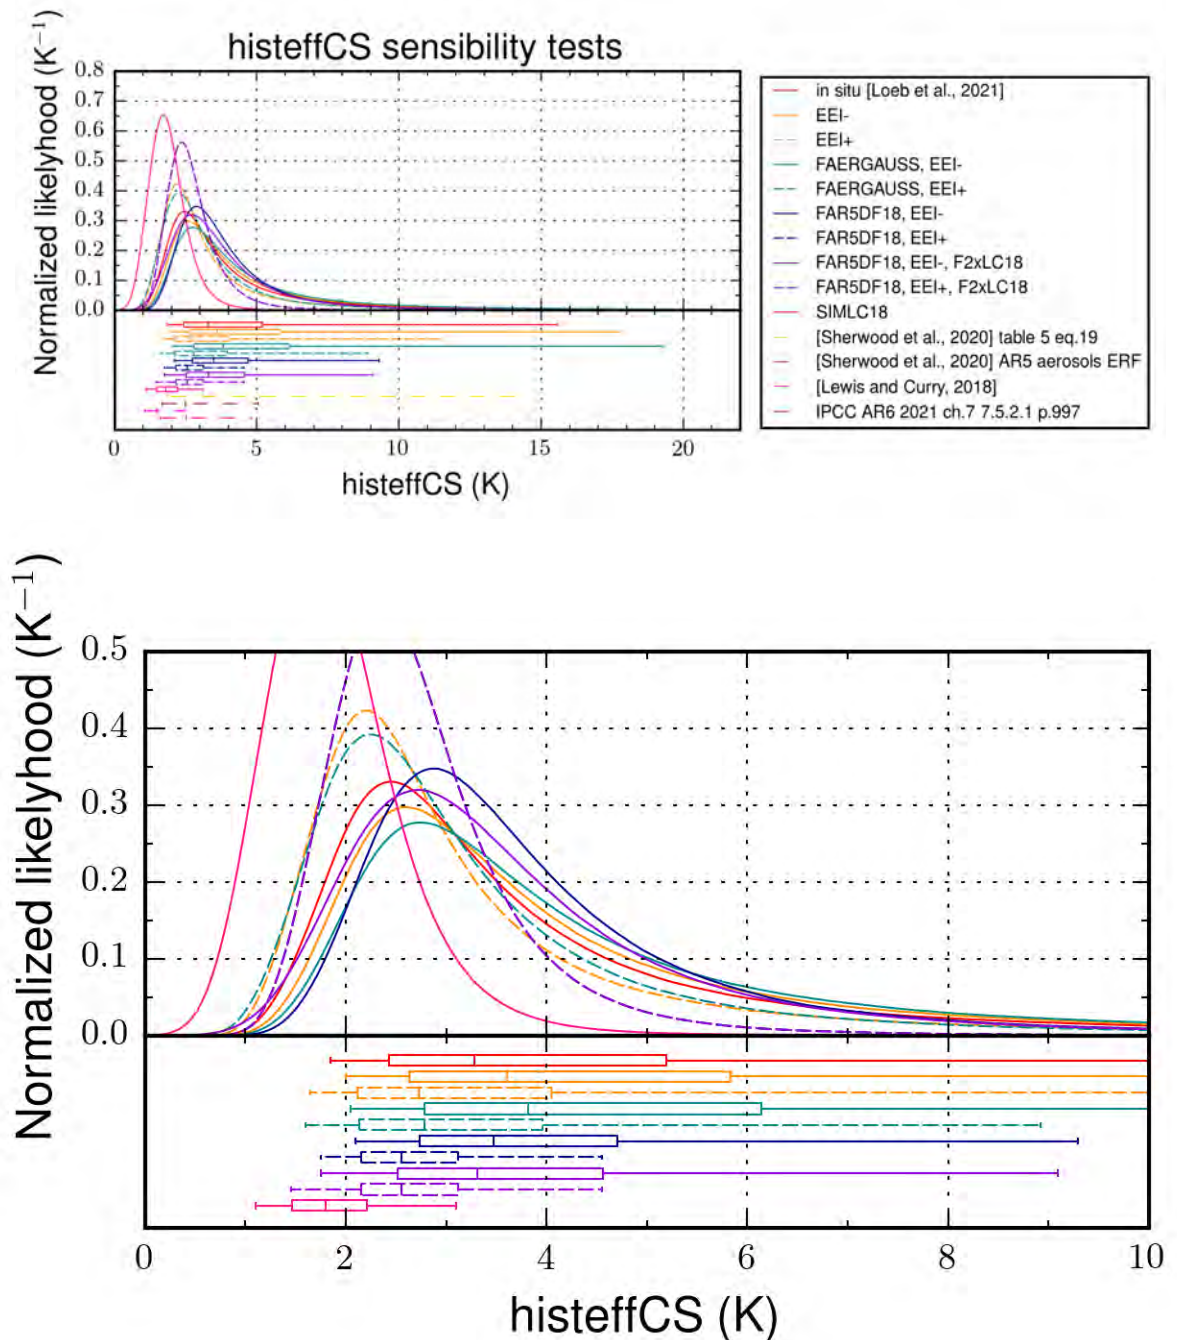 histeffCS sensibility tests
Normalized likelyhood (K⁻¹)
0.8
0.7
0.6
0.5
0.4
0.3
0.2
0.1
0.0
0 5 10 15 20
histeffCS (K)
in situ [Loeb et al., 2021]
EEI-
EEI+
FAERGAUSS, EEI-
FAERGAUSS, EEI+
FAR5DF18, EEI-
FAR5DF18, EEI+
FAR5DF18, EEI-, F2xLC18
FAR5DF18, EEI+, F2xLC18
SIMLC18
[Sherwood et al., 2020] table 5 eq.19
[Sherwood et al., 2020] AR5 aerosols ERF
[Lewis and Curry, 2018]
IPCC AR6 2021 ch.7 7.5.2.1 p.997
Normalized likelyhood (K⁻¹)
0.5
0.4
0.3
0.2
0.1
0.0
0 2 4 6 8 10
histeffCS (K)